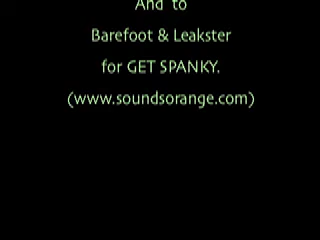 And to
Barefoot & Leakster
for GET SPANKY.
(www.soundsorange.com)